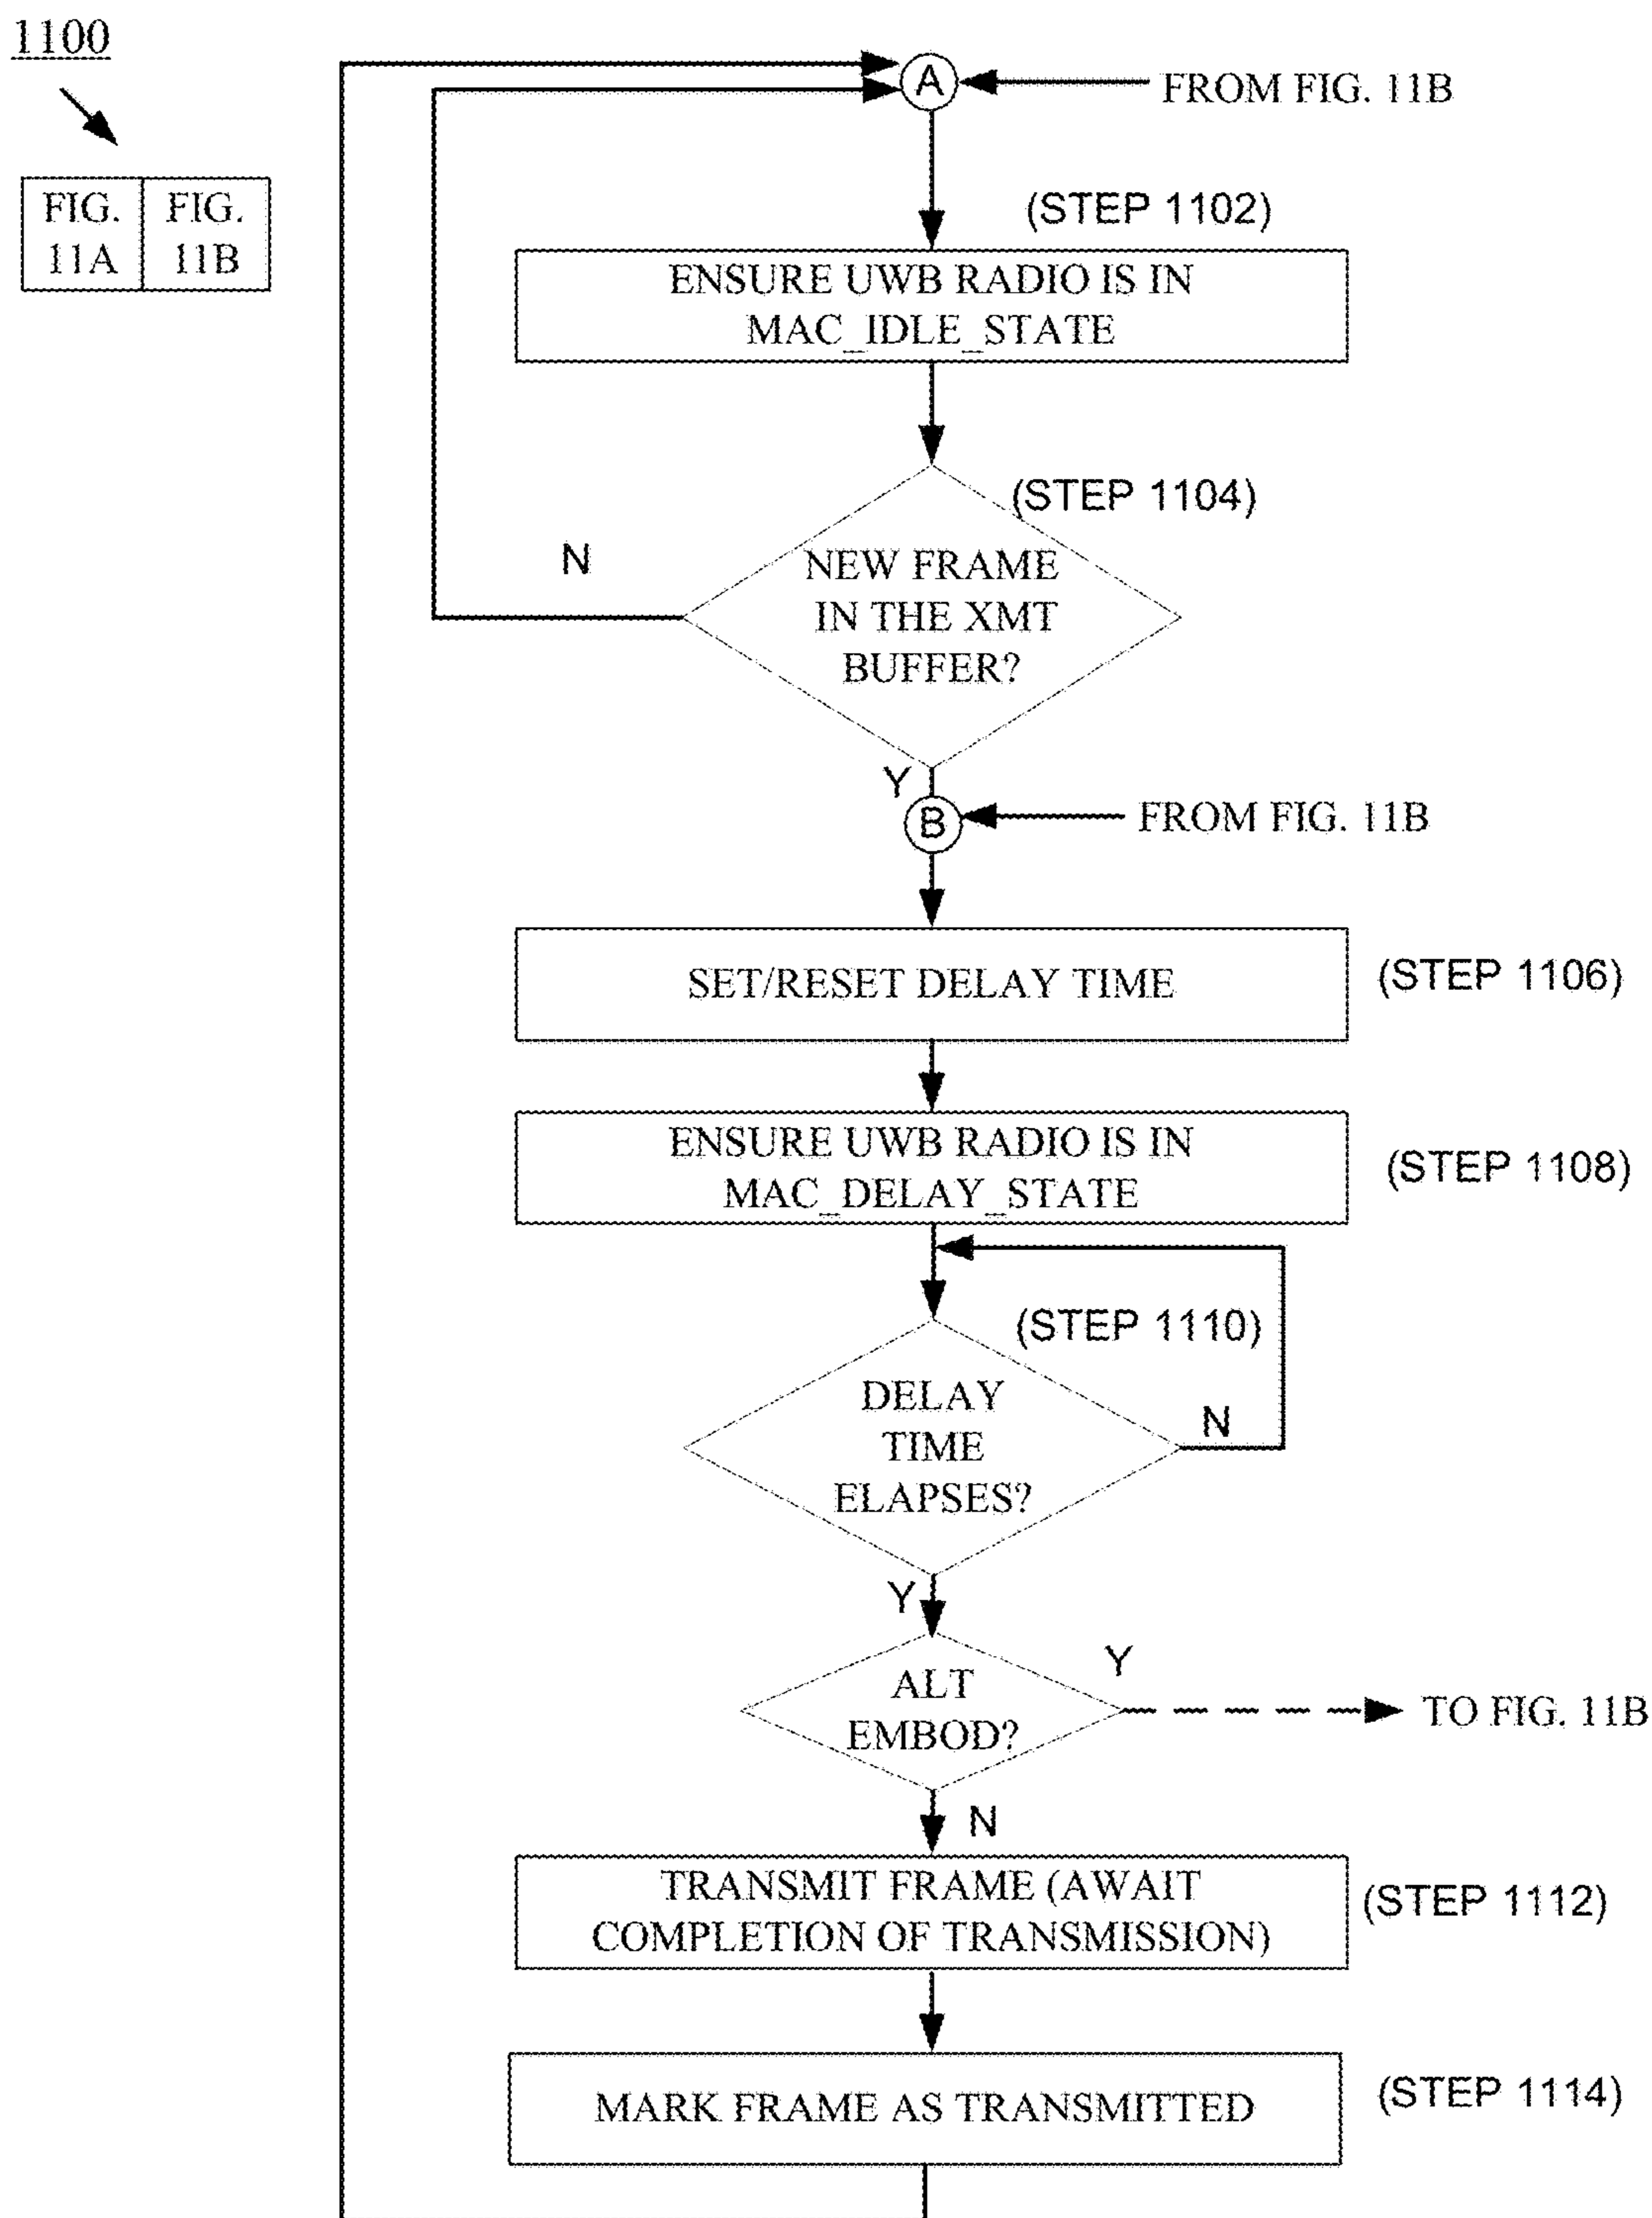 1100
FIG. 11A
FIG. 11B
A
FROM FIG. 11B
(STEP 1102)
ENSURE UWB RADIO IS IN
MAC_IDLE_STATE
(STEP 1104)
N
NEW FRAME
IN THE XMT
BUFFER?
Y
B
FROM FIG. 11B
SET/RESET DELAY TIME
(STEP 1106)
ENSURE UWB RADIO IS IN
MAC_DELAY_STATE
(STEP 1108)
(STEP 1110)
DELAY
TIME
ELAPSES?
N
Y
ALT
EMBOD?
Y
TO FIG. 11B
N
TRANSMIT FRAME (AWAIT
COMPLETION OF TRANSMISSION)
(STEP 1112)
MARK FRAME AS TRANSMITTED
(STEP 1114)